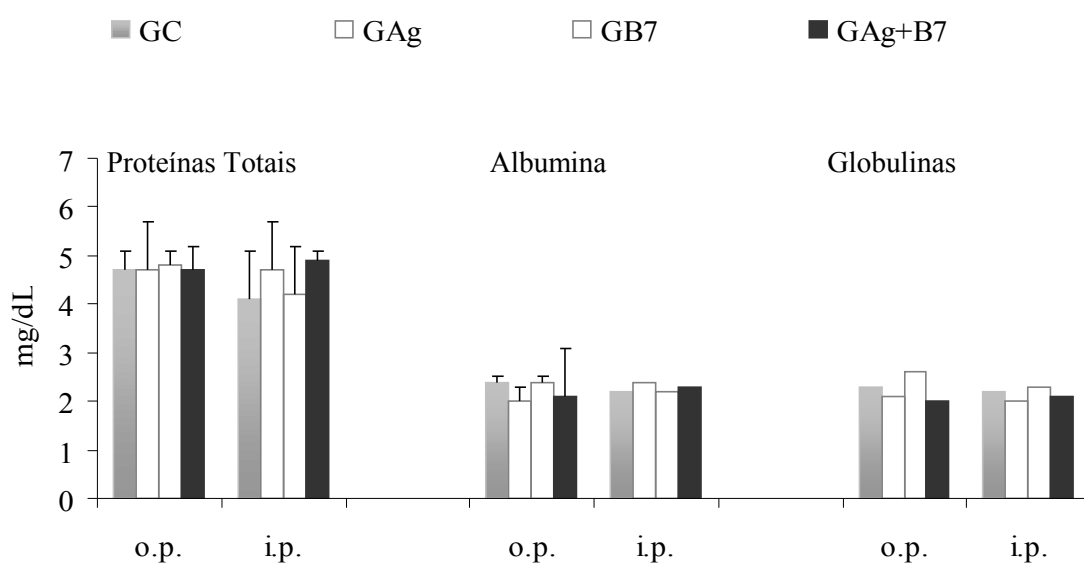 GC GAg GB7 GAg+B7
7
Proteínas Totais Albumina Globulinas
6
5
4
3
2
1
0
mg/dL
o.p. i.p. o.p. i.p. o.p. i.p.